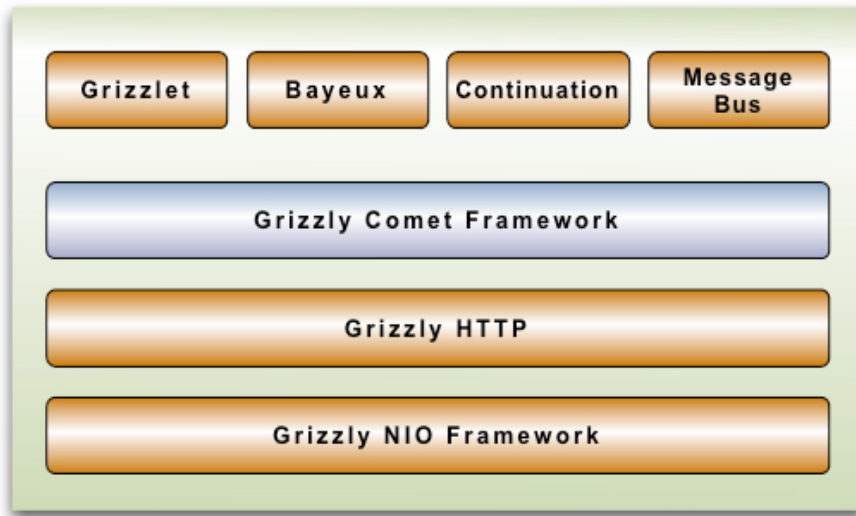 Grizzlet
Bayeux
Continuation
Message
Bus
Grizzly Comet Framework
Grizzly HTTP
Grizzly NIO Framework